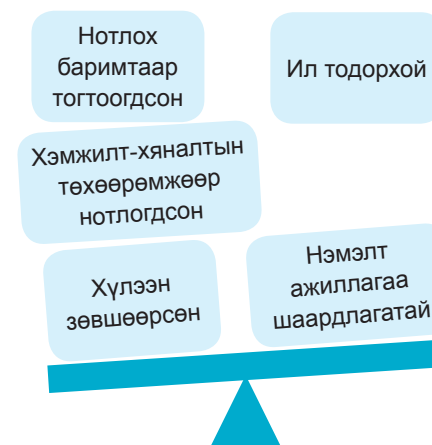 Нотлох
баримтаар
тогтоогдсон
Ил тодорхой
Хэмжилт-хяналтын
төхөөрөмжөөр
нотлогдсон
Хүлээн
зөвшөөрсөн
Нэмэлт
ажиллагаа
шаардлагатай